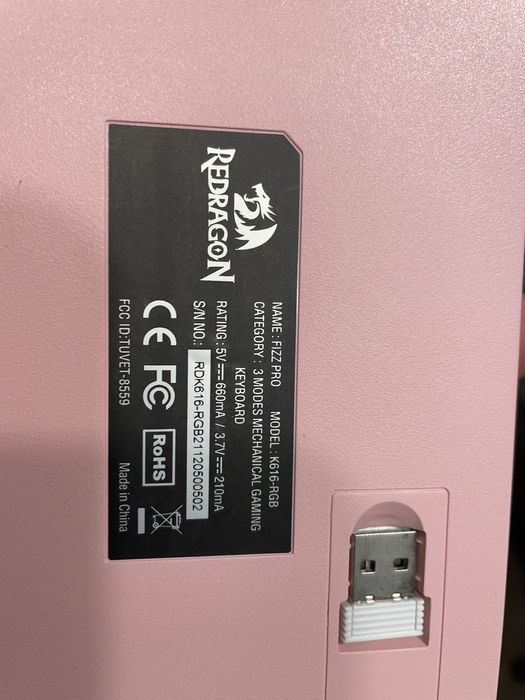 REDRAGON
NAME : FIZZ PRO MODEL : K616-RGB
CATEGORY : 3 MODES MECHANICAL GAMING
KEYBOARD
RATING : 5V⎓660mA / 3.7V⎓210mA
S/N NO.: RDK616-RGB21120500502
CE FC RoHS
FCC ID:TUVET-8559 Made in China